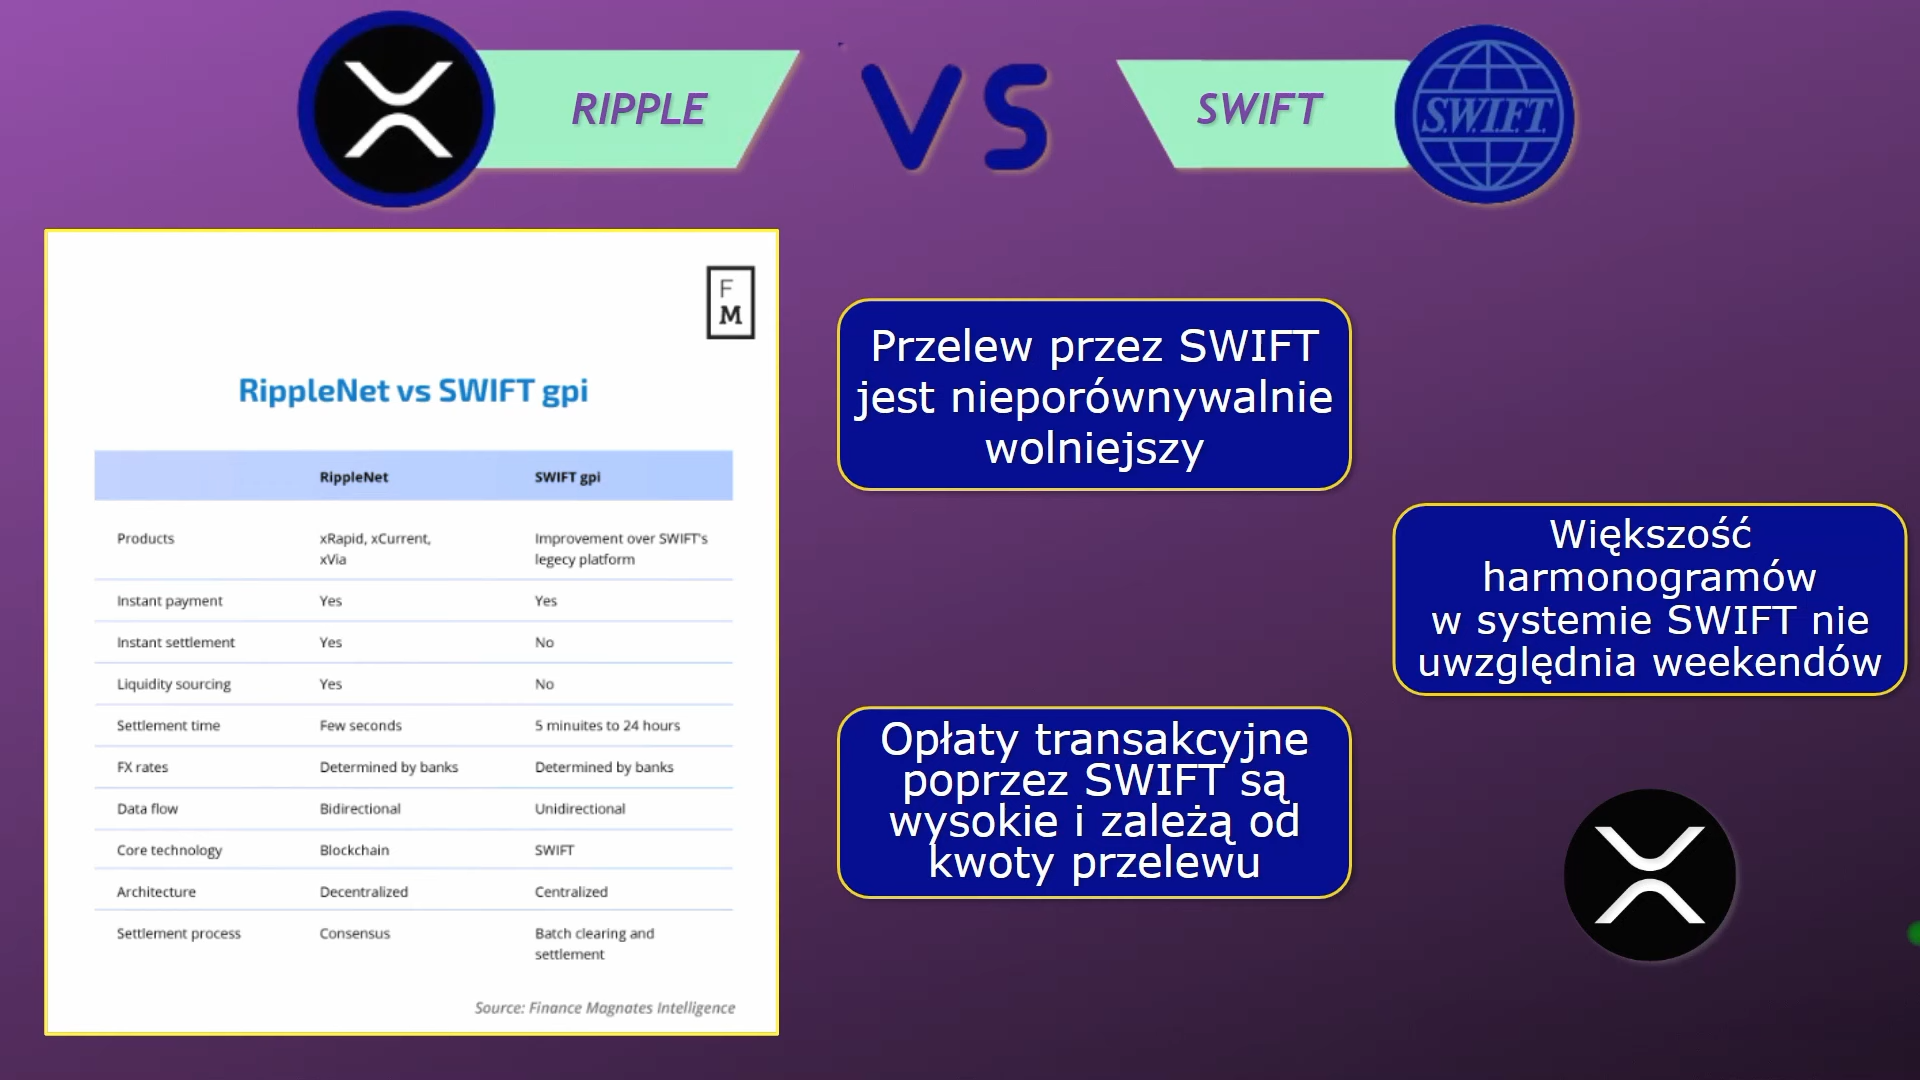 RIPPLE
VS
SWIFT
S.W.I.F.T.
F
M
RippleNet vs SWIFT gpi
RippleNet SWIFT gpi
Products xRapid, xCurrent, Improvement over SWIFT's
xVia legecy platform
Instant payment Yes Yes
Instant settlement Yes No
Liquidity sourcing Yes No
Settlement time Few seconds 5 minuites to 24 hours
FX rates Determined by banks Determined by banks
Data flow Bidirectional Unidirectional
Core technology Blockchain SWIFT
Architecture Decentralized Centralized
Settlement process Consensus Batch clearing and
settlement
Source: Finance Magnates Intelligence
Przelew przez SWIFT
jest nieporównywalnie
wolniejszy
Większość
harmonogramów
w systemie SWIFT nie
uwzględnia weekendów
Opłaty transakcyjne
poprzez SWIFT są
wysokie i zależą od
kwoty przelewu